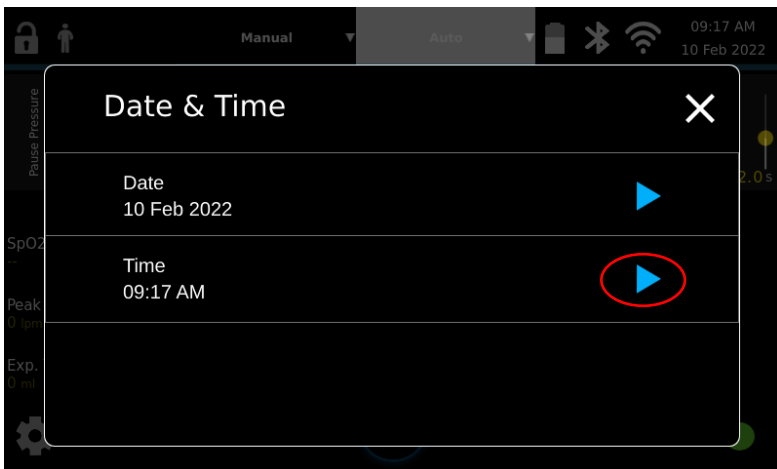 Manual
Auto
09:17 AM
10 Feb 2022
Pause Pressure
Date & Time
2.0 s
Date
10 Feb 2022
SpO2
--
Time
09:17 AM
Peak
0 lpm
Exp.
0 ml